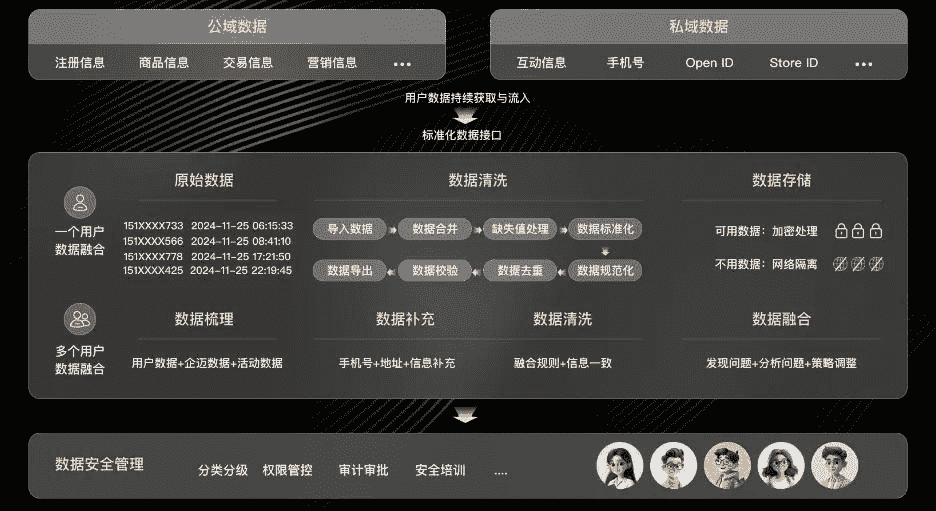 公域数据
注册信息 商品信息 交易信息 营销信息 •••
私域数据
互动信息 手机号 Open ID Store ID •••
用户数据持续获取与流入
标准化数据接口
一个用户
数据融合
原始数据
151XXXX733 2024-11-25 06:15:33
151XXXX566 2024-11-25 08:41:10
151XXXX778 2024-11-25 17:21:50
151XXXX425 2024-11-25 22:19:45
数据清洗
导入数据 数据合并 缺失值处理 数据标准化
数据导出 数据校验 数据去重 数据规范化
数据存储
可用数据：加密处理
不用数据：网络隔离
多个用户
数据融合
数据梳理
用户数据+企迈数据+活动数据
数据补充
手机号+地址+信息补充
数据清洗
融合规则+信息一致
数据融合
发现问题+分析问题+策略调整
数据安全管理
分类分级 权限管控 审计审批 安全培训 ....